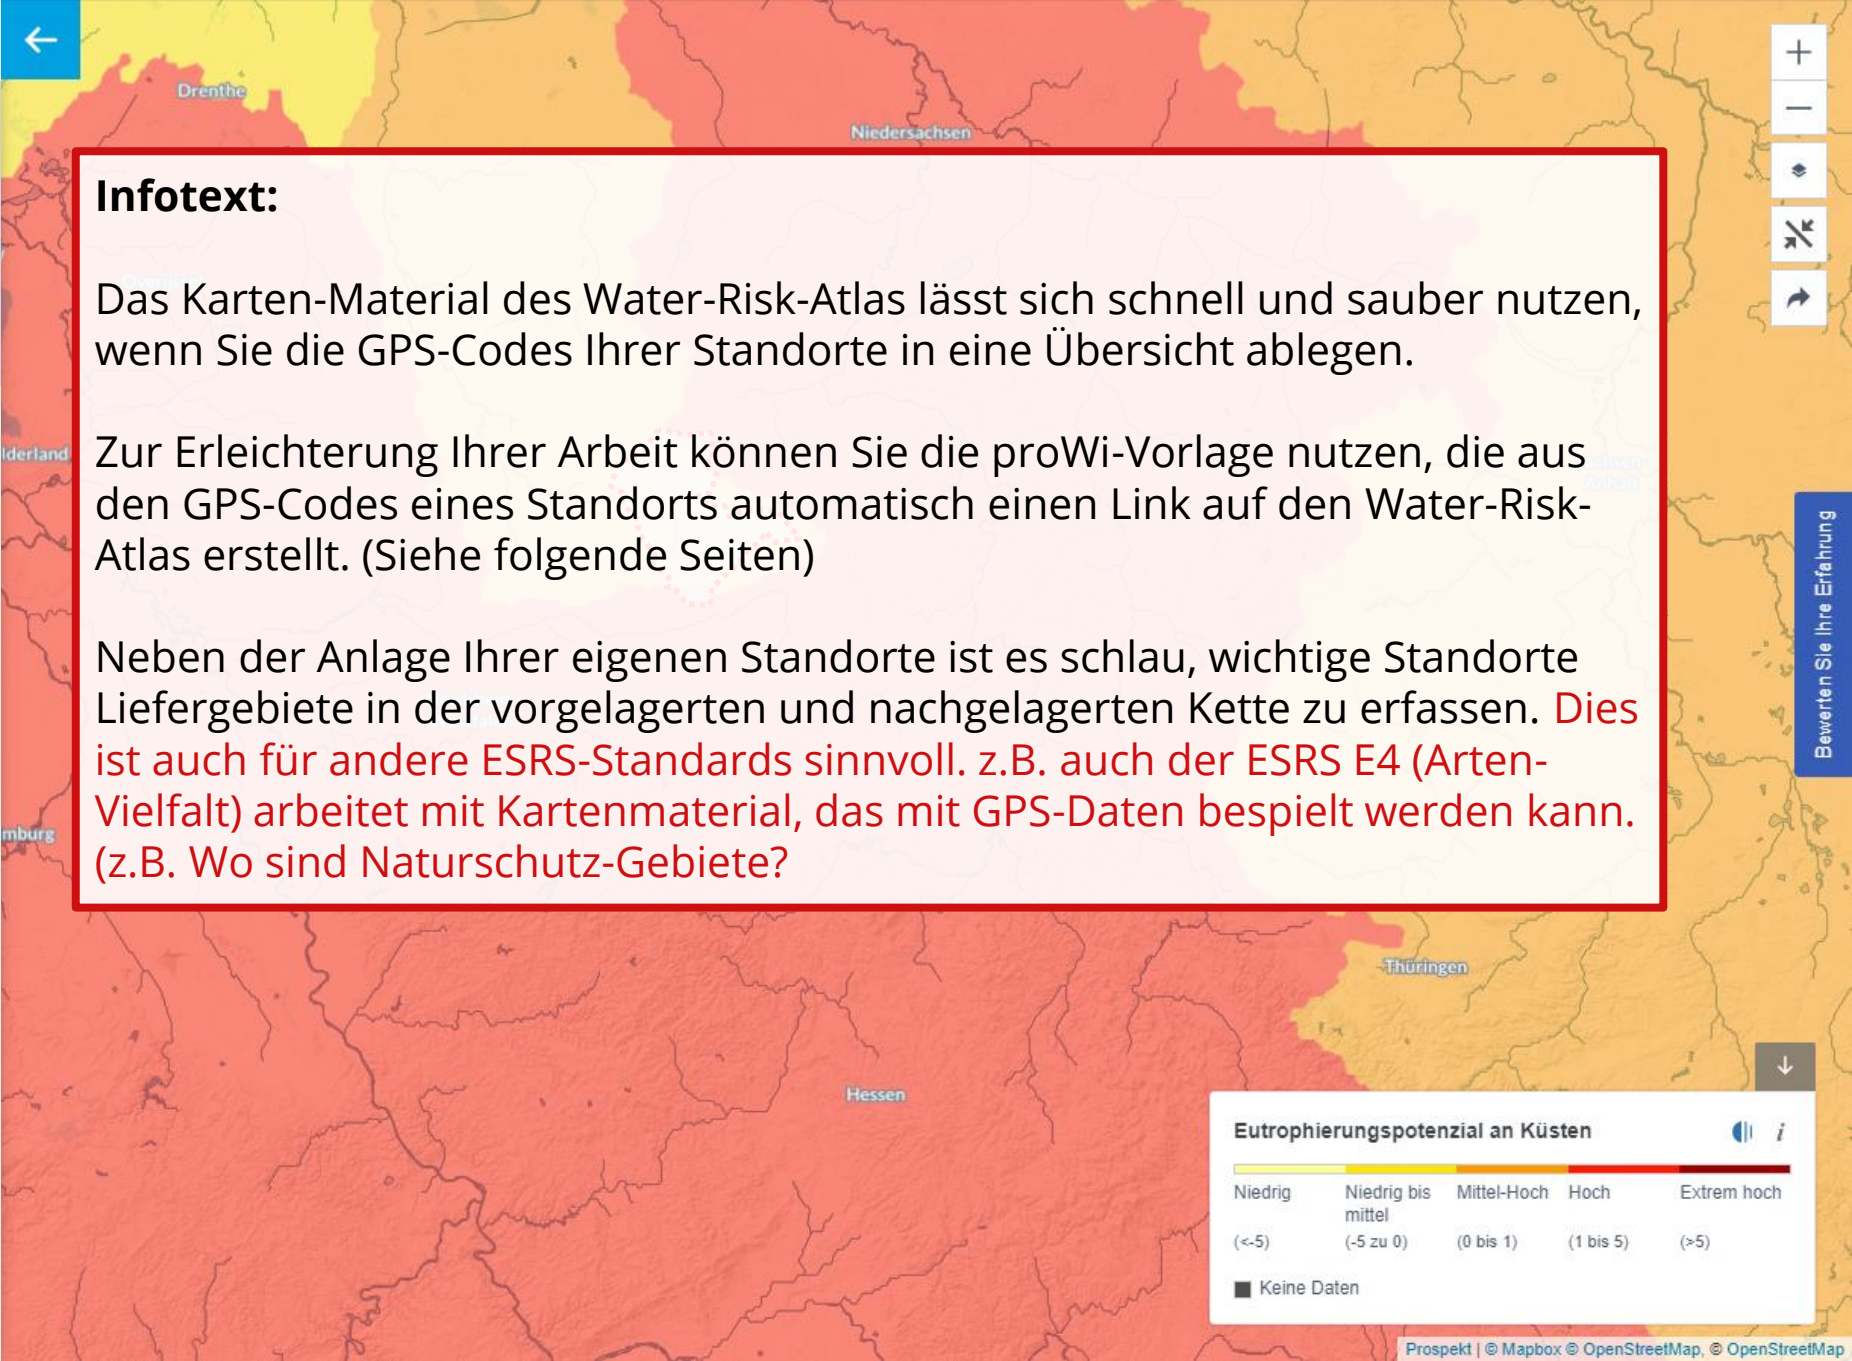 Drenthe
Niedersachsen
Infotext:
Das Karten-Material des Water-Risk-Atlas lässt sich schnell und sauber nutzen,
wenn Sie die GPS-Codes Ihrer Standorte in eine Übersicht ablegen.
Zur Erleichterung Ihrer Arbeit können Sie die proWi-Vorlage nutzen, die aus
den GPS-Codes eines Standorts automatisch einen Link auf den Water-Risk-
Atlas erstellt. (Siehe folgende Seiten)
Neben der Anlage Ihrer eigenen Standorte ist es schlau, wichtige Standorte
Liefergebiete in der vorgelagerten und nachgelagerten Kette zu erfassen. Dies
ist auch für andere ESRS-Standards sinnvoll. z.B. auch der ESRS E4 (Arten-
Vielfalt) arbeitet mit Kartenmaterial, das mit GPS-Daten bespielt werden kann.
(z.B. Wo sind Naturschutz-Gebiete?
lderland
mburg
Bewerten Sie Ihre Erfahrung
Thüringen
Hessen
Eutrophierungspotenzial an Küsten
i
Niedrig Niedrig bis mittel Mittel-Hoch Hoch Extrem hoch
(<-5) (-5 zu 0) (0 bis 1) (1 bis 5) (>5)
Keine Daten
Prospekt | © Mapbox © OpenStreetMap, © OpenStreetMap